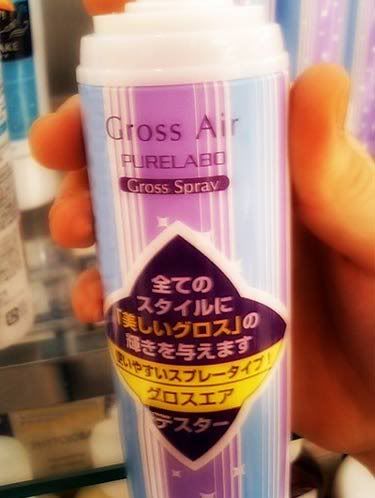 Gross Air
PURELABO
Gross Spray
全ての
スタイルに
「美しいグロス」の
輝きを与えます
使いやすいスプレータイプ!
グロスエア
テスター